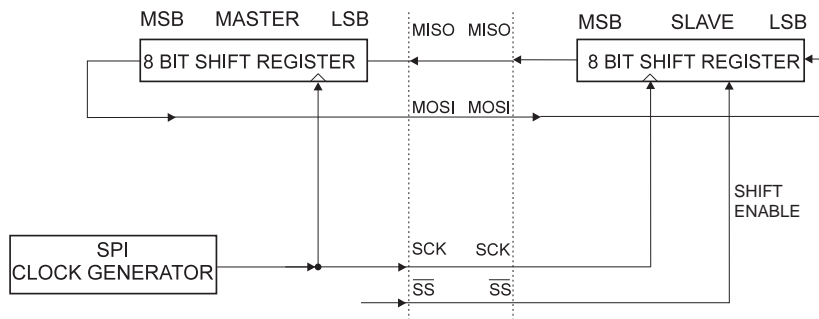 MSB MASTER LSB
MISO MISO
MSB SLAVE LSB
8 BIT SHIFT REGISTER
8 BIT SHIFT REGISTER
MOSI MOSI
SHIFT
ENABLE
SPI
CLOCK GENERATOR
SCK SCK
SS SS